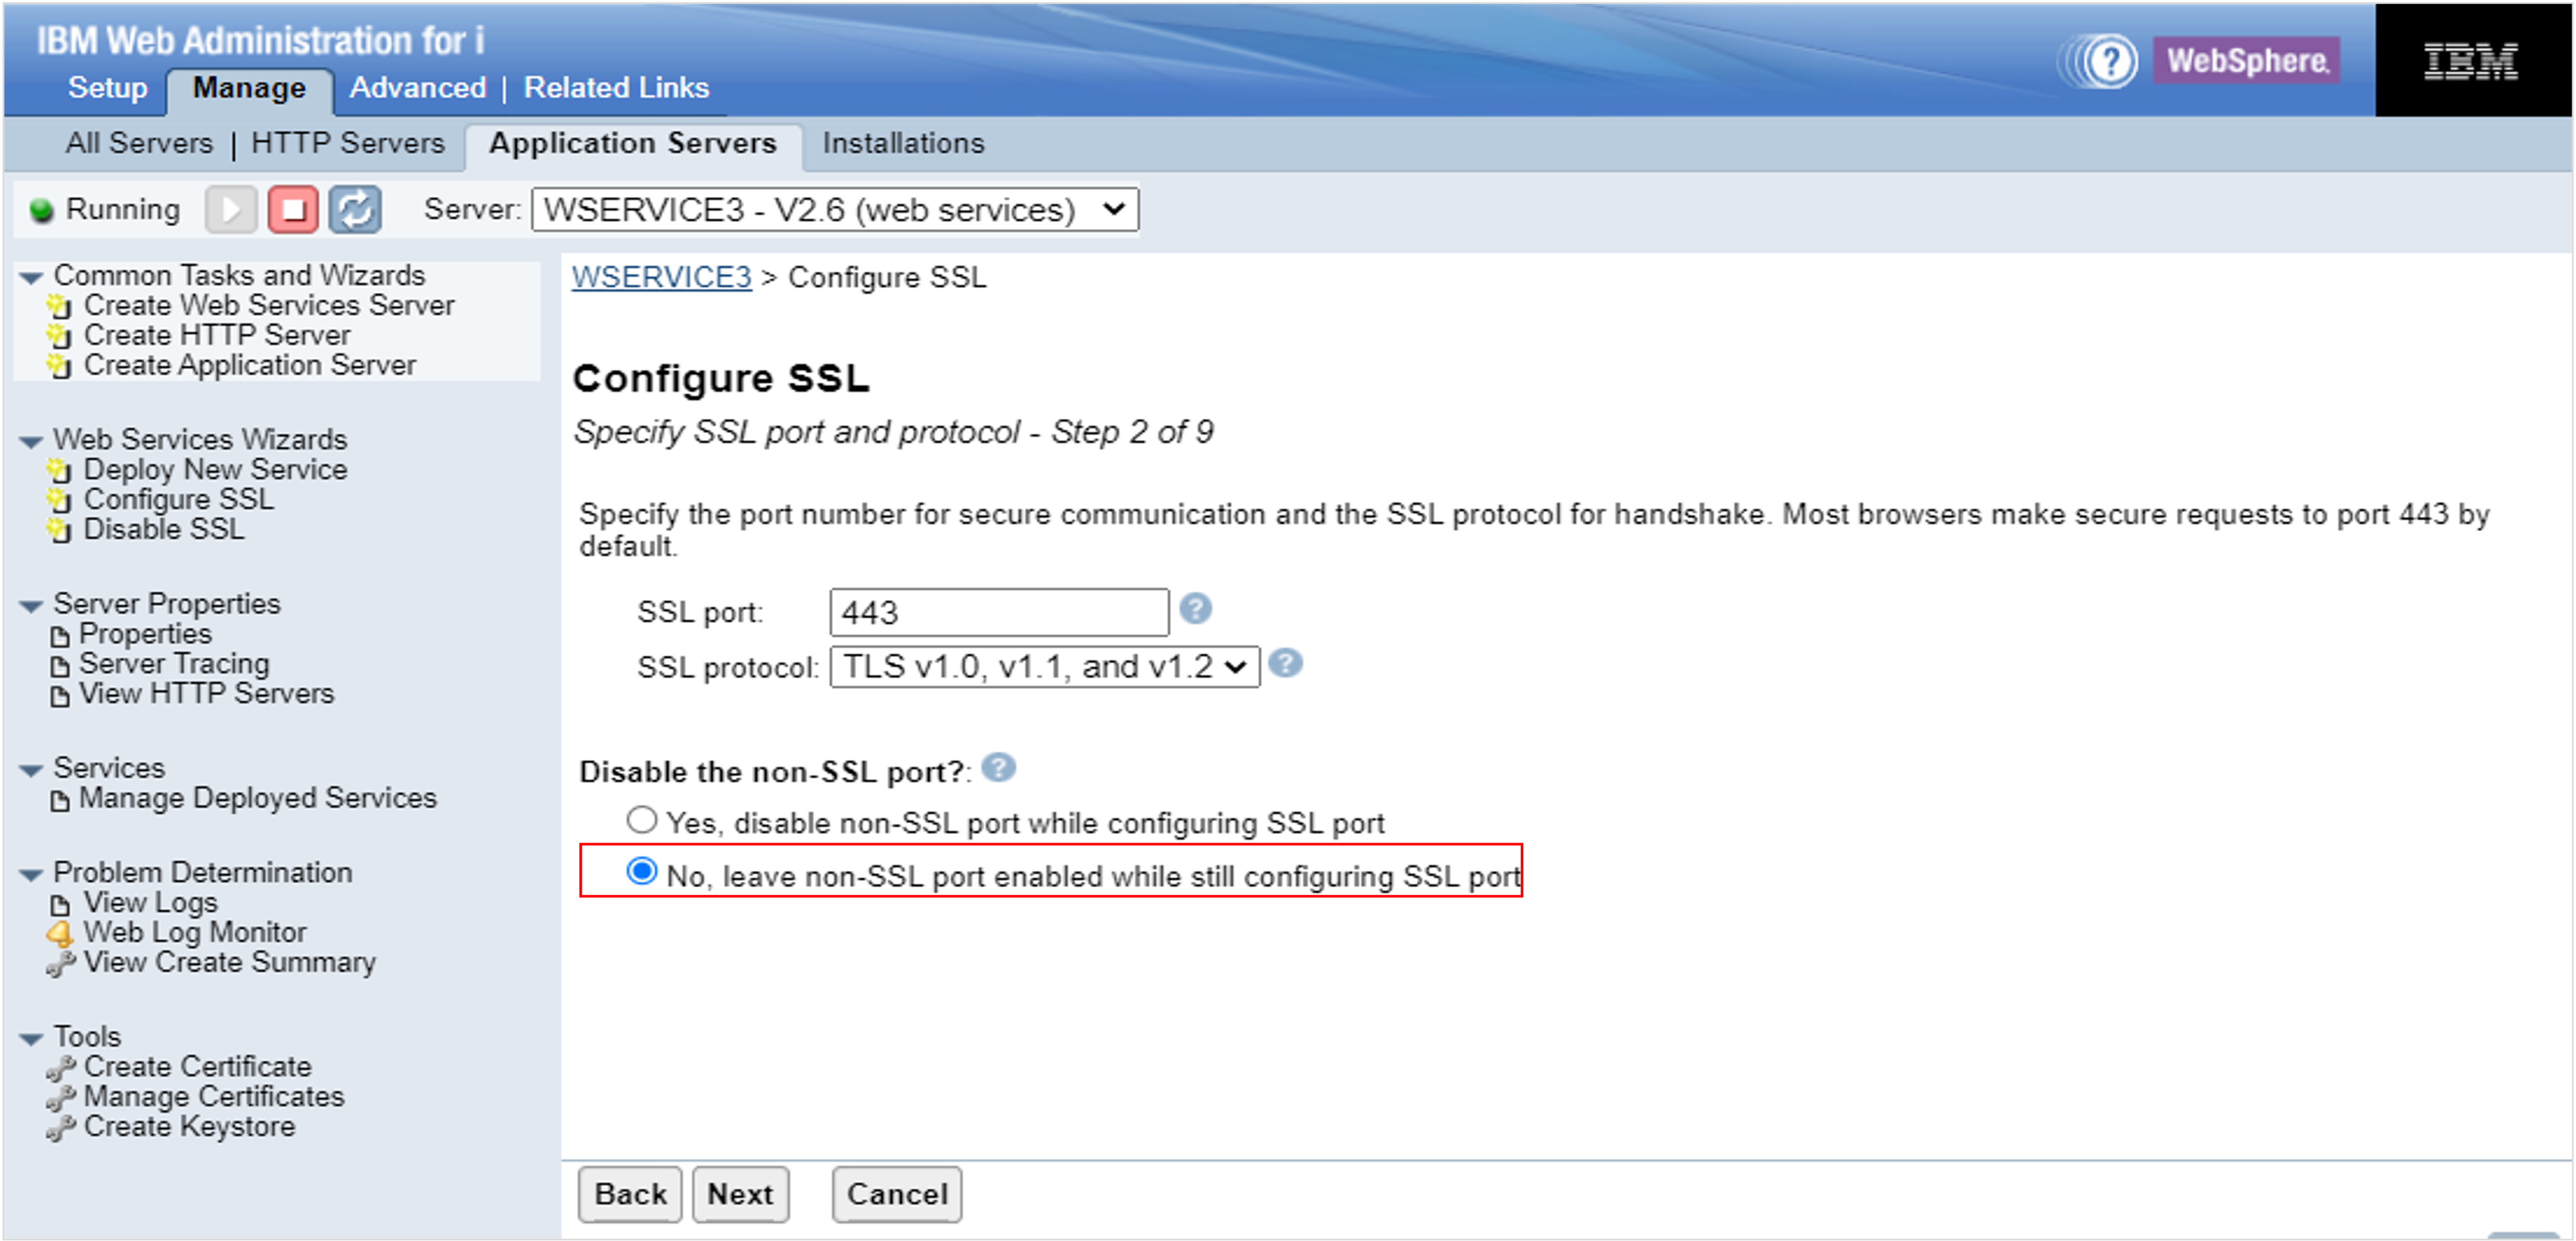 IBM Web Administration for i
WebSphere.
IBM
Setup Manage Advanced | Related Links
All Servers | HTTP Servers Application Servers Installations
Running Server: WSERVICE3 - V2.6 (web services)
Common Tasks and Wizards
Create Web Services Server
Create HTTP Server
Create Application Server
Web Services Wizards
Deploy New Service
Configure SSL
Disable SSL
Server Properties
Properties
Server Tracing
View HTTP Servers
Services
Manage Deployed Services
Problem Determination
View Logs
Web Log Monitor
View Create Summary
Tools
Create Certificate
Manage Certificates
Create Keystore
WSERVICE3 > Configure SSL
Configure SSL
Specify SSL port and protocol - Step 2 of 9
Specify the port number for secure communication and the SSL protocol for handshake. Most browsers make secure requests to port 443 by
default.
SSL port: 443 ?
SSL protocol: TLS v1.0, v1.1, and v1.2 ?
Disable the non-SSL port?: ?
Yes, disable non-SSL port while configuring SSL port
No, leave non-SSL port enabled while still configuring SSL port
Back Next Cancel